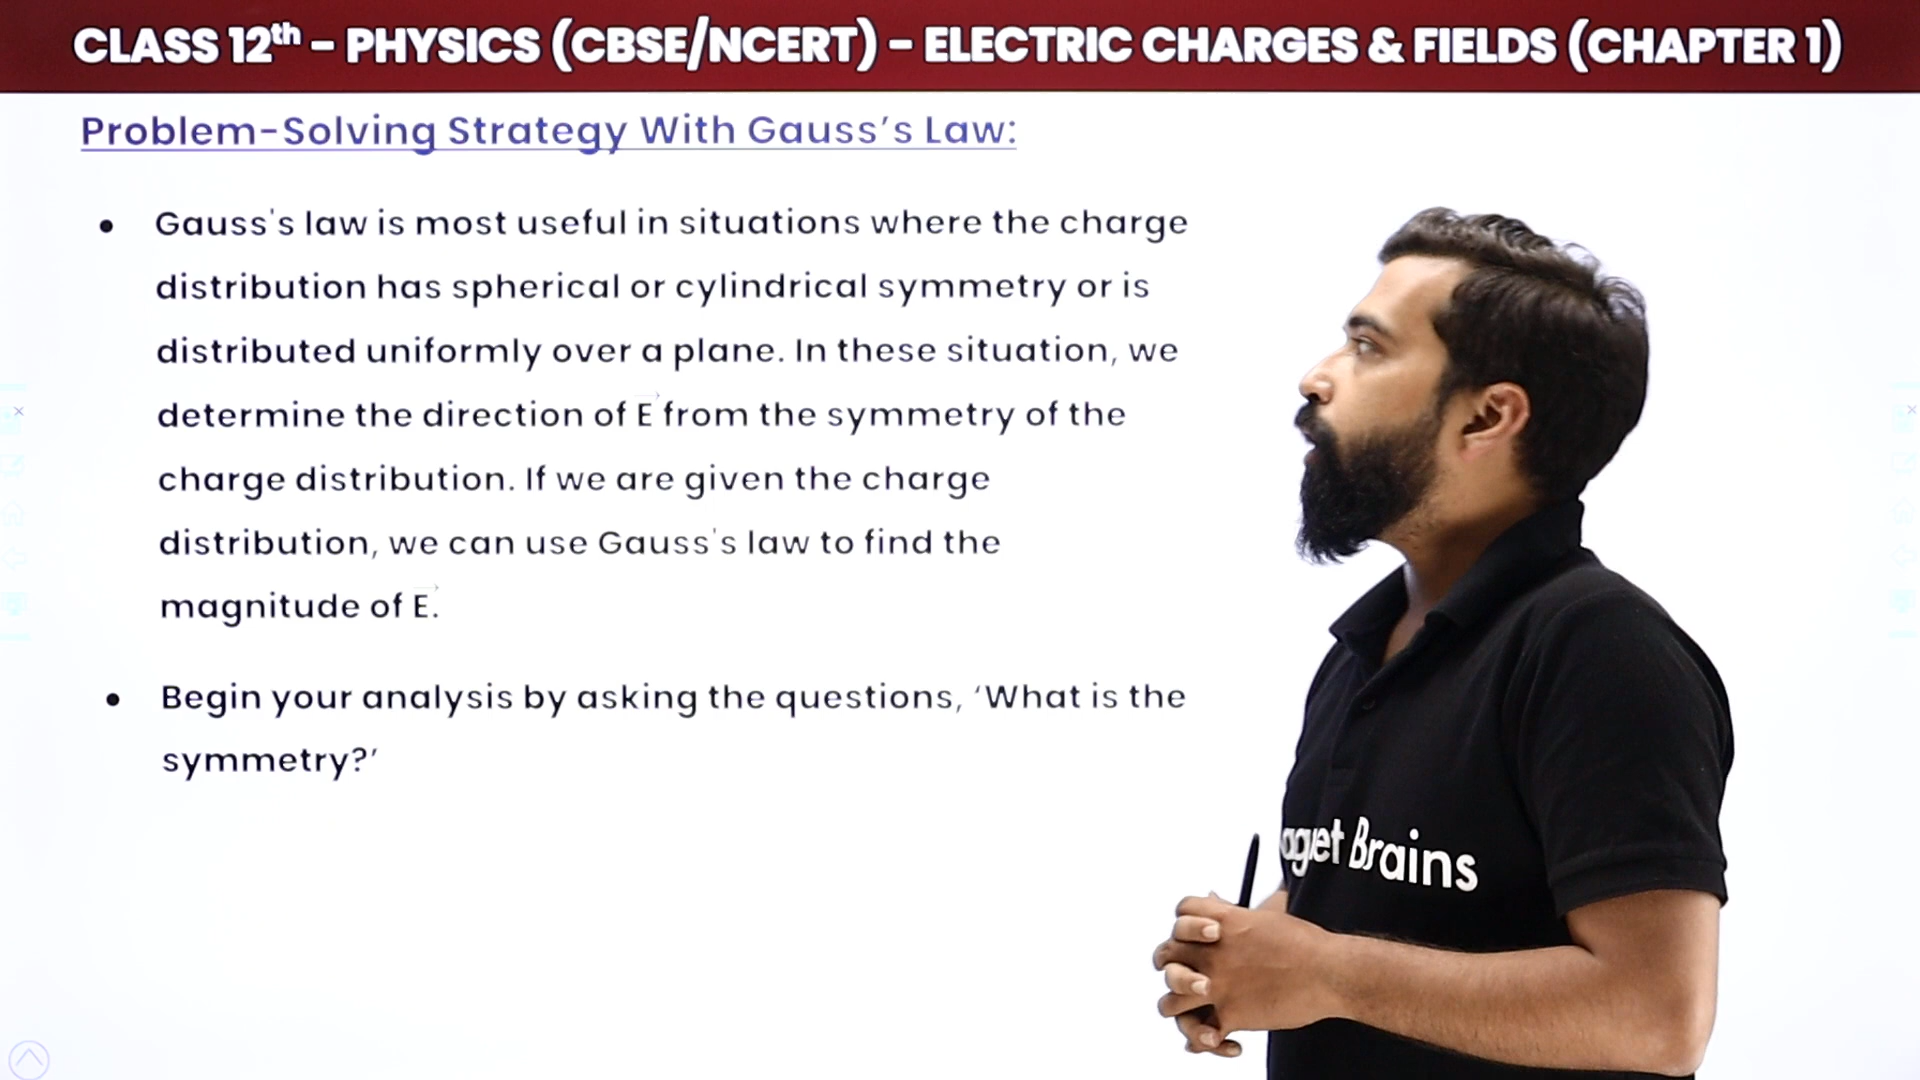 CLASS 12th – PHYSICS (CBSE/NCERT) – ELECTRIC CHARGES & FIELDS (CHAPTER 1)
Problem-Solving Strategy With Gauss’s Law:
• Gauss's law is most useful in situations where the charge
distribution has spherical or cylindrical symmetry or is
distributed uniformly over a plane. In these situation, we
determine the direction of E⃗ from the symmetry of the
charge distribution. If we are given the charge
distribution, we can use Gauss's law to find the
magnitude of E⃗.
• Begin your analysis by asking the questions, ‘What is the
symmetry?’
agnet Brains